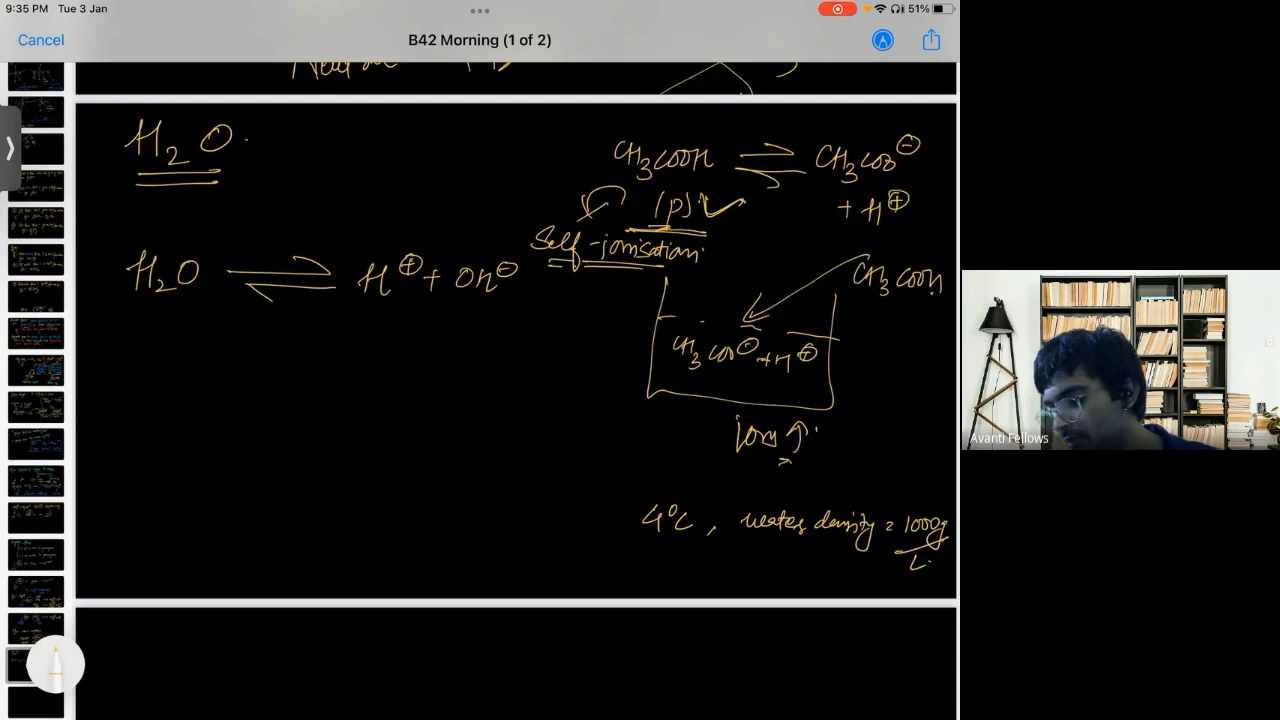 9:35 PM Tue 3 Jan
51%
Cancel
B42 Morning (1 of 2)
H₂O
CH₃COOH ⇌ CH₃COO⊖
+ H⊕
(p) ✓
Self-ionisation
H₂O ⇌ H⊕ + OH⊖
CH₃COOH
CH₃COO⊖ + H⊕
ions ↑
4°C, water density = 1000g
L
Avanti Fellows